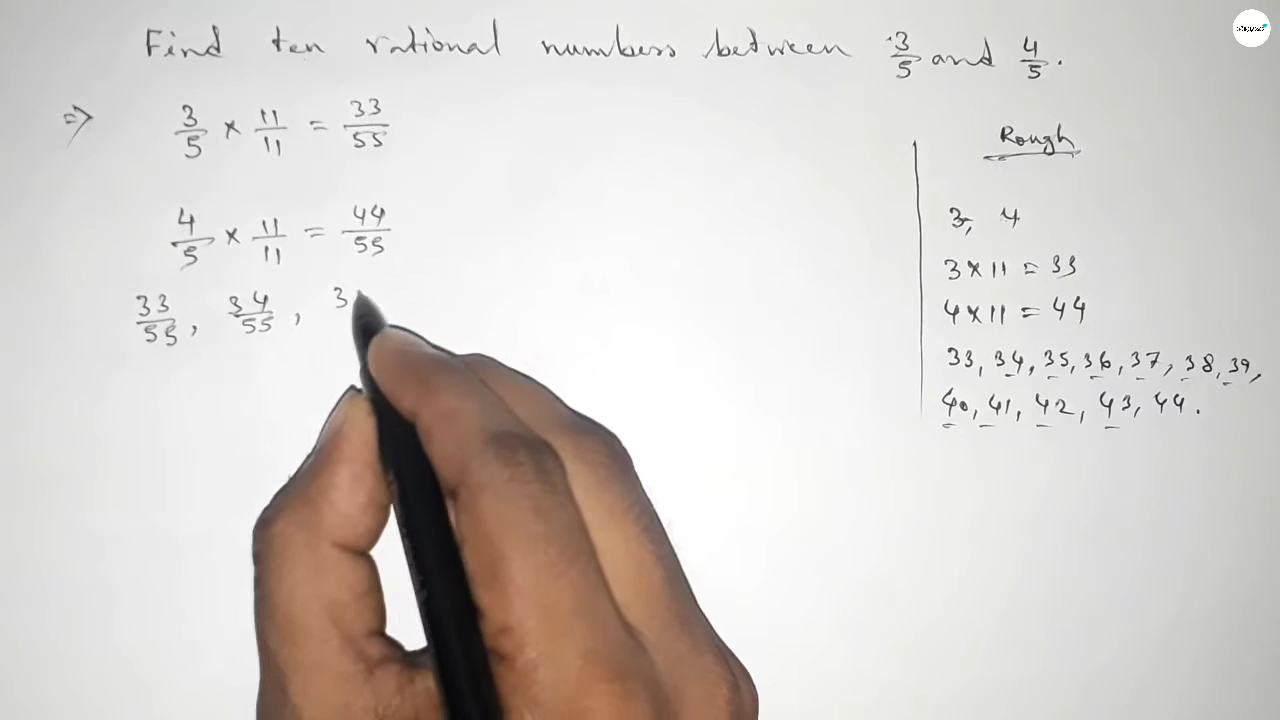 Find ten rational numbers between 3/5 and 4/5.
=> 3/5 × 11/11 = 33/55
4/5 × 11/11 = 44/55
33/55, 34/55, 3
Rough
3, 4
3 × 11 = 33
4 × 11 = 44
33, 34, 35, 36, 37, 38, 39,
40, 41, 42, 43, 44.